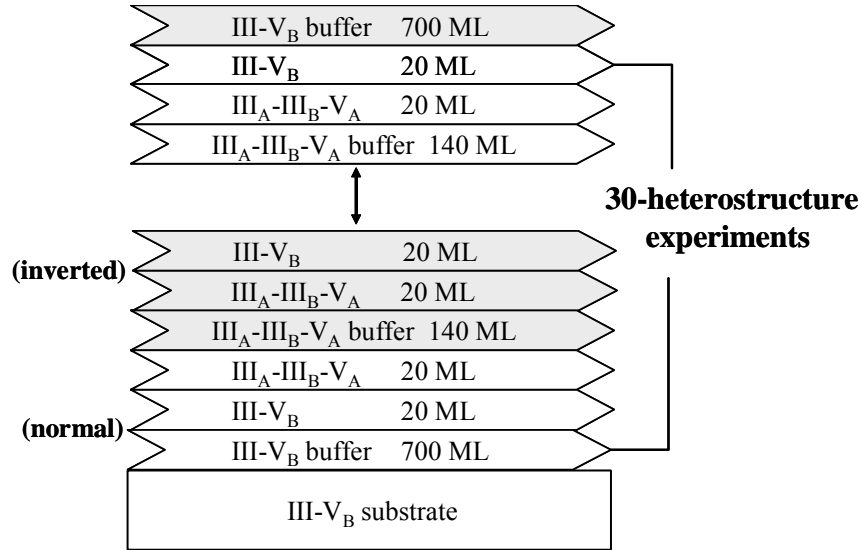 III-V_B buffer 700 ML
III-V_B 20 ML
III_A-III_B-V_A 20 ML
III_A-III_B-V_A buffer 140 ML
30-heterostructure
experiments
(inverted)
III-V_B 20 ML
III_A-III_B-V_A 20 ML
III_A-III_B-V_A buffer 140 ML
III_A-III_B-V_A 20 ML
(normal)
III-V_B 20 ML
III-V_B buffer 700 ML
III-V_B substrate